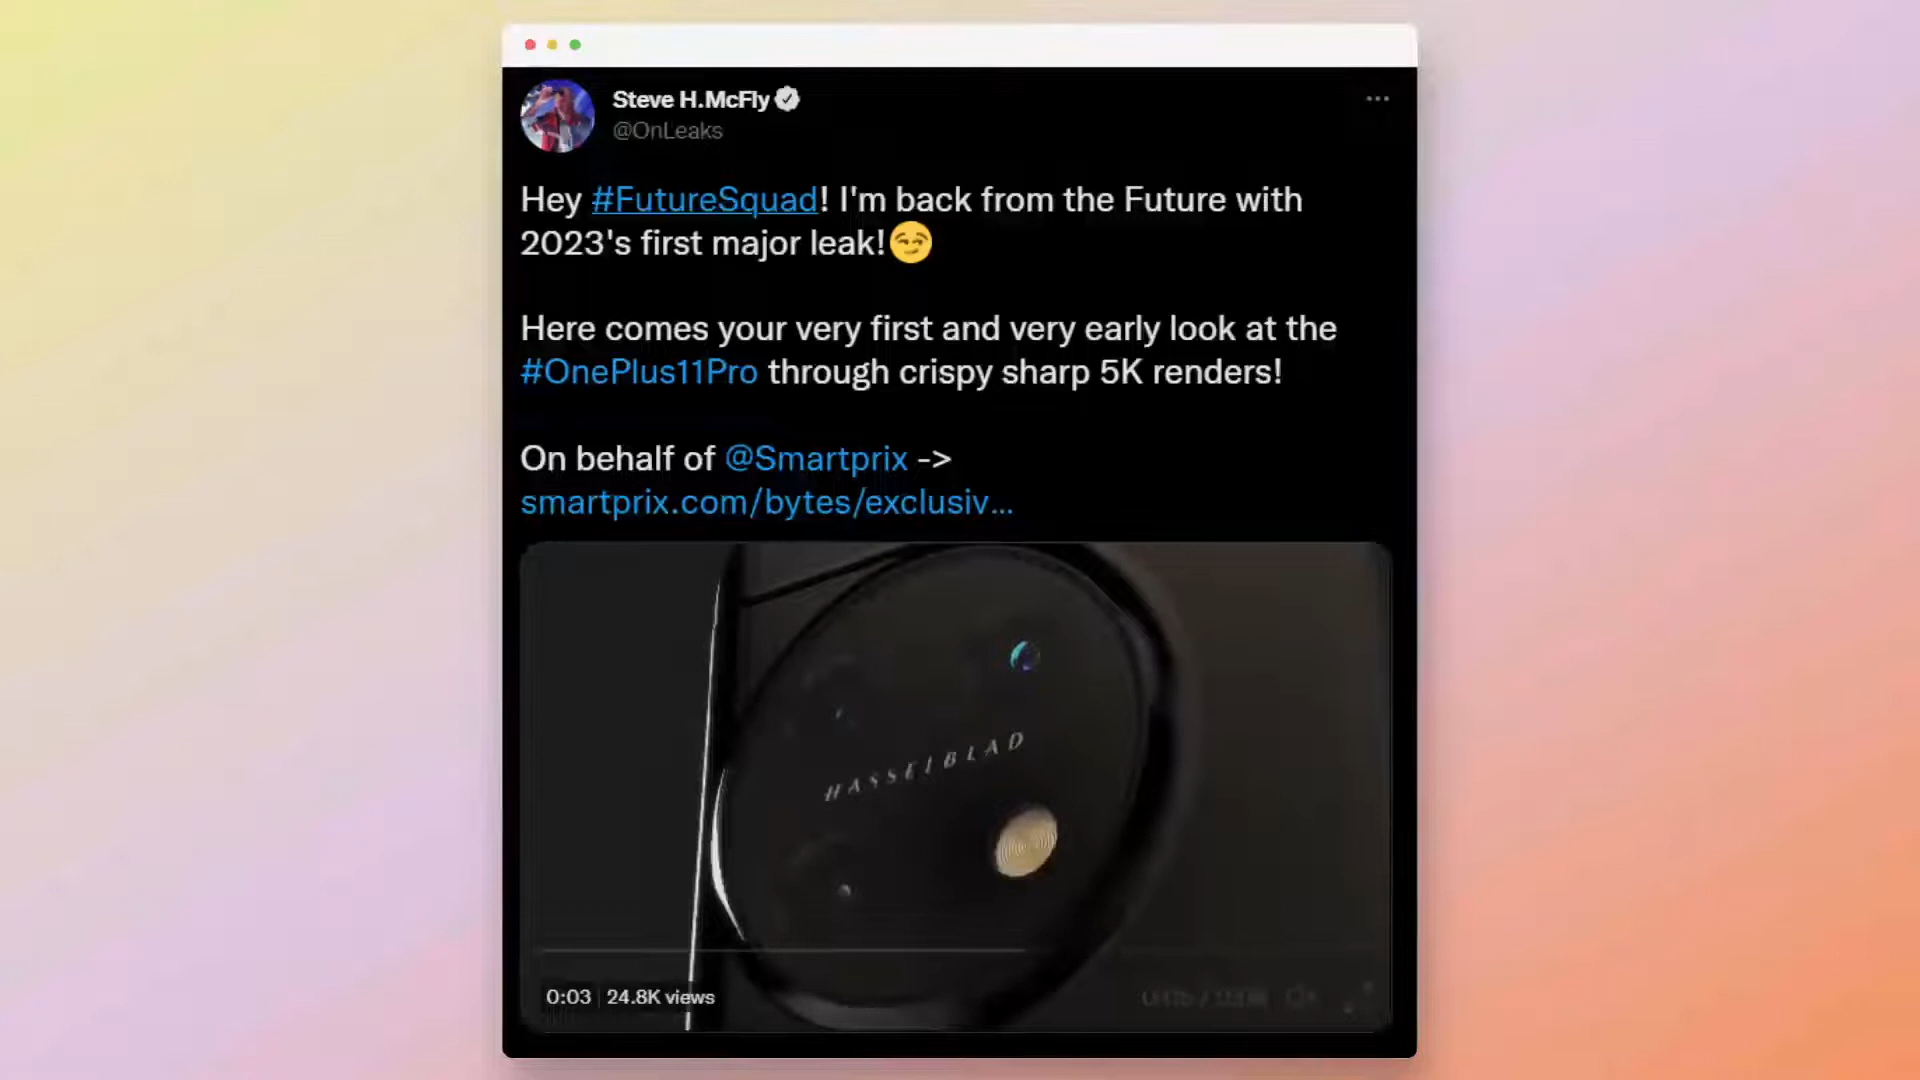 Steve H.McFly
@OnLeaks
Hey #FutureSquad! I'm back from the Future with
2023's first major leak!😏
Here comes your very first and very early look at the
#OnePlus11Pro through crispy sharp 5K renders!
On behalf of @Smartprix ->
smartprix.com/bytes/exclusiv...
HASSELBLAD
0:03 24.8K views